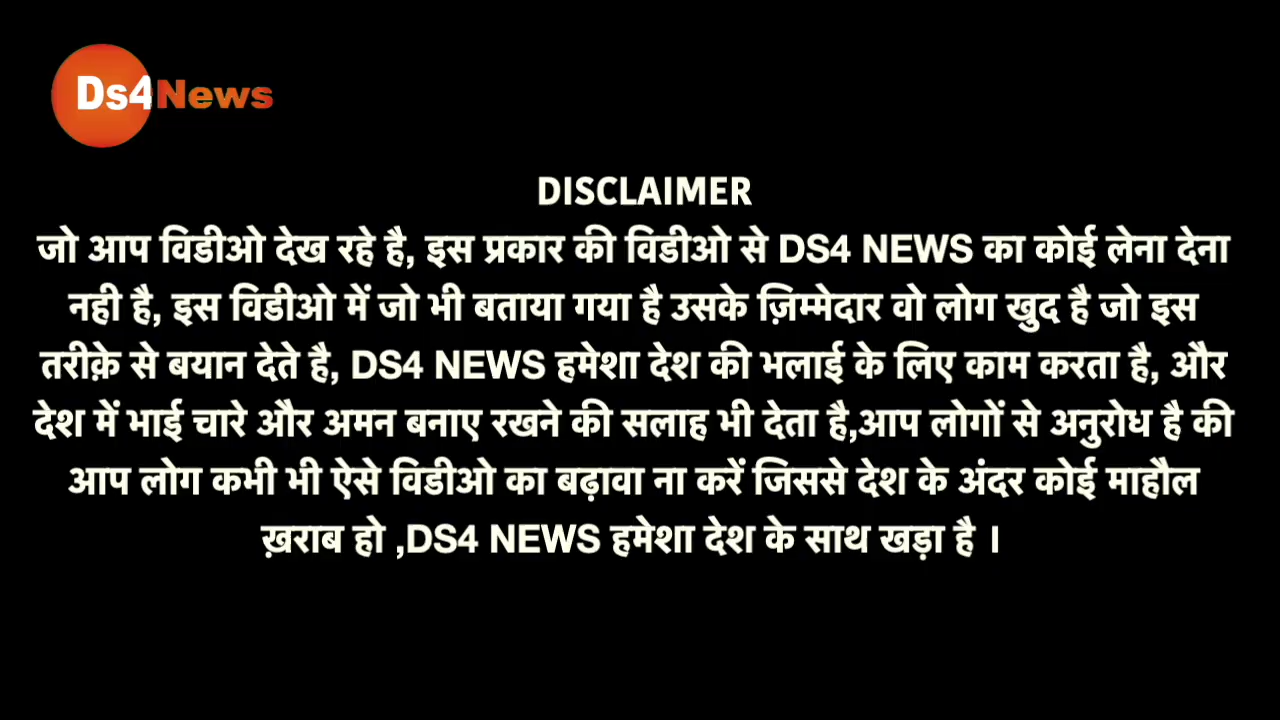 Ds4News
DISCLAIMER
जो आप विडीओ देख रहे है, इस प्रकार की विडीओ से DS4 NEWS का कोई लेना देना
नही है, इस विडीओ में जो भी बताया गया है उसके ज़िम्मेदार वो लोग खुद है जो इस
तरीक़े से बयान देते है, DS4 NEWS हमेशा देश की भलाई के लिए काम करता है, और
देश में भाई चारे और अमन बनाए रखने की सलाह भी देता है,आप लोगों से अनुरोध है की
आप लोग कभी भी ऐसे विडीओ का बढ़ावा ना करें जिससे देश के अंदर कोई माहौल
ख़राब हो ,DS4 NEWS हमेशा देश के साथ खड़ा है ।